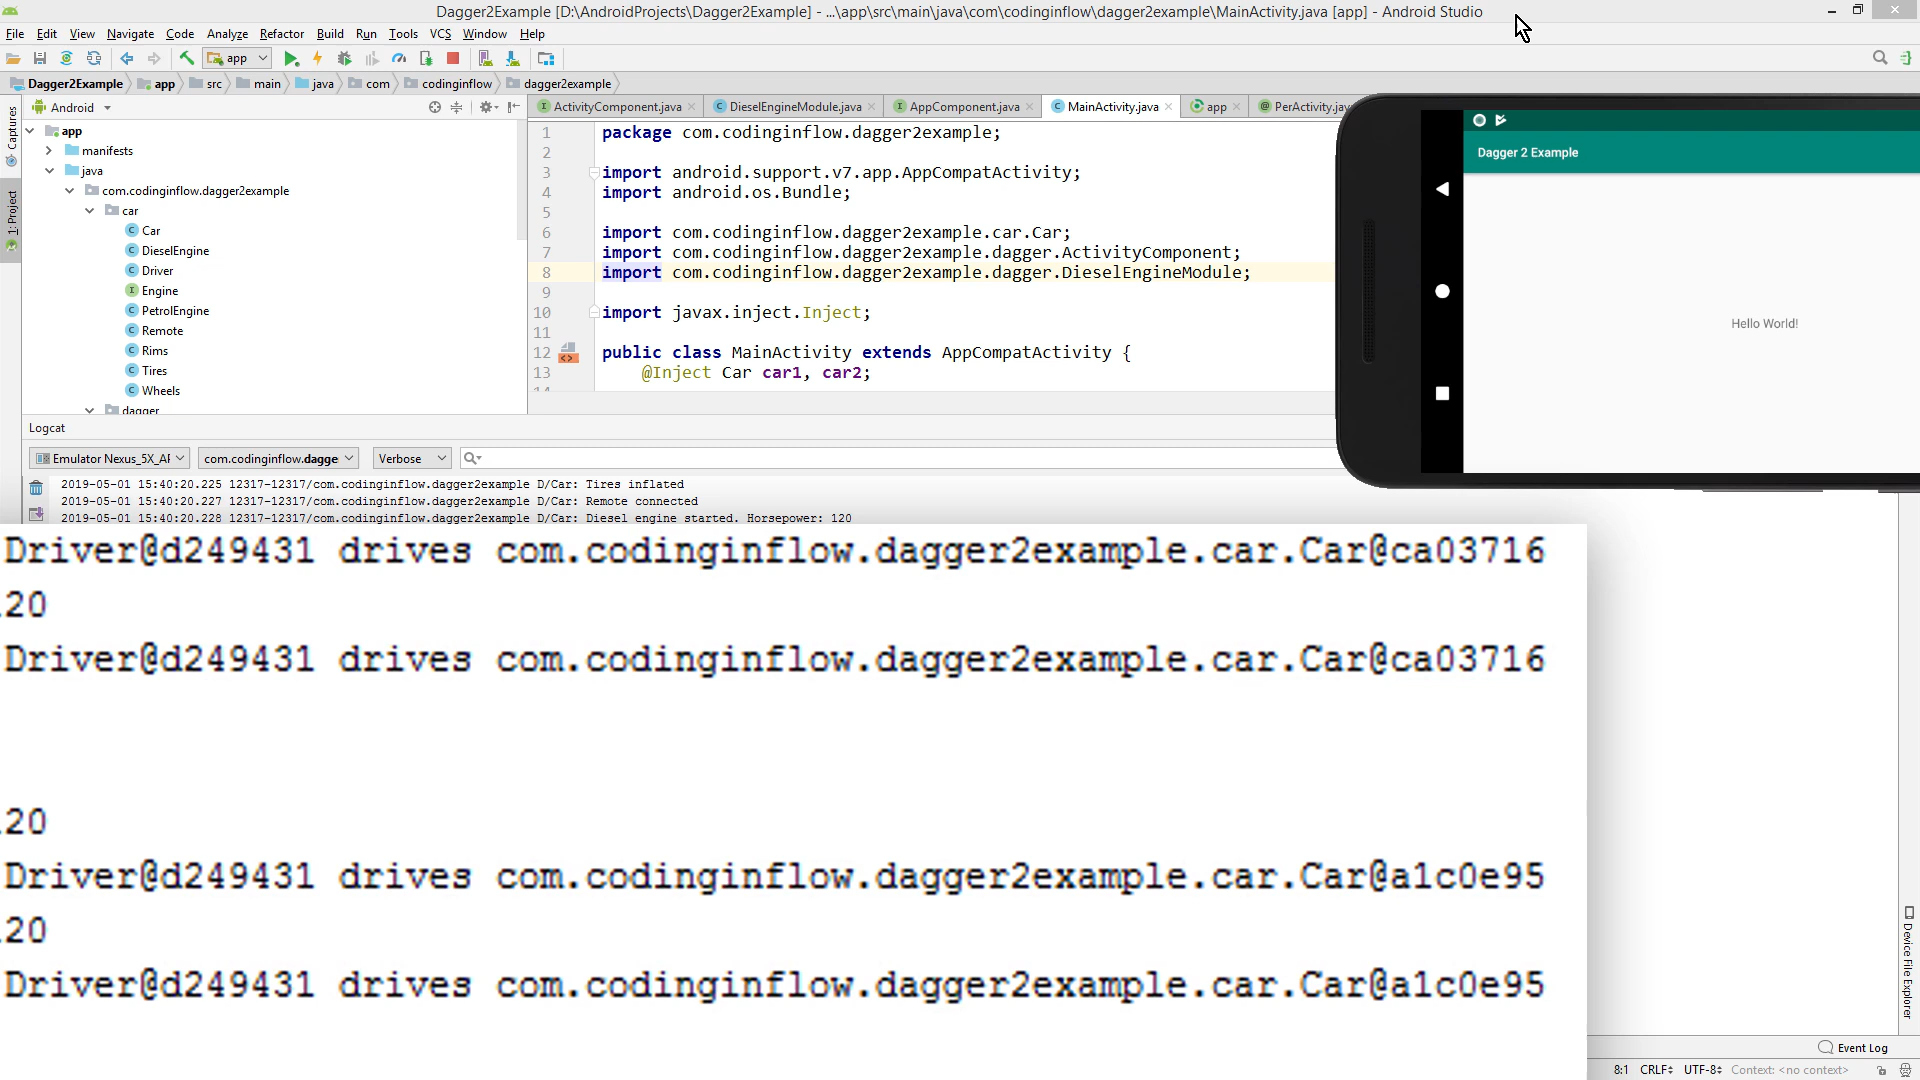 Dagger2Example [D:\AndroidProjects\Dagger2Example] - ...\app\src\main\java\com\codinginflow\dagger2example\MainActivity.java [app] - Android Studio
File Edit View Navigate Code Analyze Refactor Build Run Tools VCS Window Help
app
Dagger2Example app src main java com codinginflow dagger2example
Android
ActivityComponent.java DieselEngineModule.java AppComponent.java MainActivity.java app PerActivity.jav
Captures
1: Project
app
manifests
java
com.codinginflow.dagger2example
car
Car
DieselEngine
Driver
Engine
PetrolEngine
Remote
Rims
Tires
Wheels
dagger
1 package com.codinginflow.dagger2example;
2
3 import android.support.v7.app.AppCompatActivity;
4 import android.os.Bundle;
5
6 import com.codinginflow.dagger2example.car.Car;
7 import com.codinginflow.dagger2example.dagger.ActivityComponent;
8 import com.codinginflow.dagger2example.dagger.DieselEngineModule;
9
10 import javax.inject.Inject;
11
12 public class MainActivity extends AppCompatActivity {
13 @Inject Car car1, car2;
14
Dagger 2 Example
Hello World!
Logcat
Emulator Nexus_5X_AP com.codinginflow.dagge Verbose
2019-05-01 15:40:20.225 12317-12317/com.codinginflow.dagger2example D/Car: Tires inflated
2019-05-01 15:40:20.227 12317-12317/com.codinginflow.dagger2example D/Car: Remote connected
2019-05-01 15:40:20.228 12317-12317/com.codinginflow.dagger2example D/Car: Diesel engine started. Horsepower: 120
Driver@d249431 drives com.codinginflow.dagger2example.car.Car@ca03716
20
Driver@d249431 drives com.codinginflow.dagger2example.car.Car@ca03716
20
Driver@d249431 drives com.codinginflow.dagger2example.car.Car@a1c0e95
20
Driver@d249431 drives com.codinginflow.dagger2example.car.Car@a1c0e95
Device File Explorer
Event Log
8:1 CRLF UTF-8 Context: <no context>